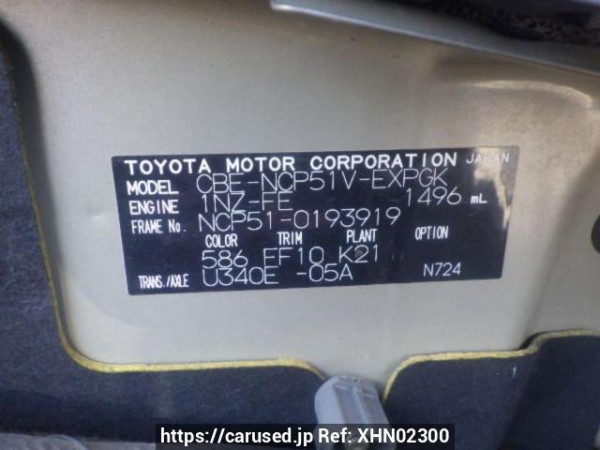 TOYOTA MOTOR CORPORATION JAPAN
MODEL CBE-NCP51V-EXPGK
ENGINE 1NZ-FE 1496 mL
FRAME No. NCP51-0193919
COLOR TRIM PLANT OPTION
586 FF10 K21
TRANS./AXLE U340E -05A N724
https://carused.jp Ref: XHN02300